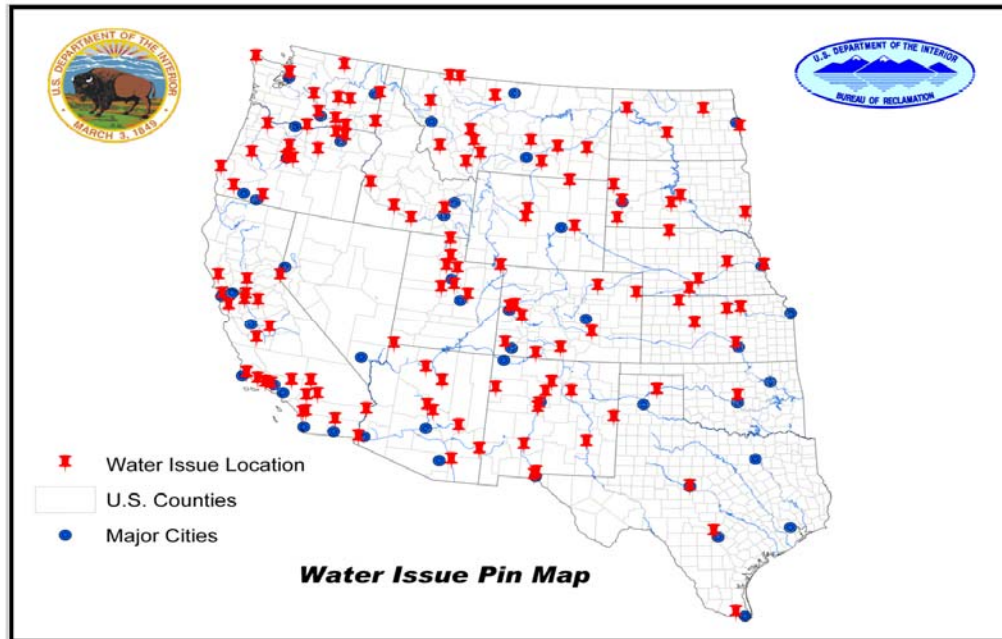 U.S. DEPARTMENT OF THE INTERIOR
MARCH 3, 1849
U.S. DEPARTMENT OF THE INTERIOR
BUREAU OF RECLAMATION
Water Issue Location
U.S. Counties
Major Cities
Water Issue Pin Map